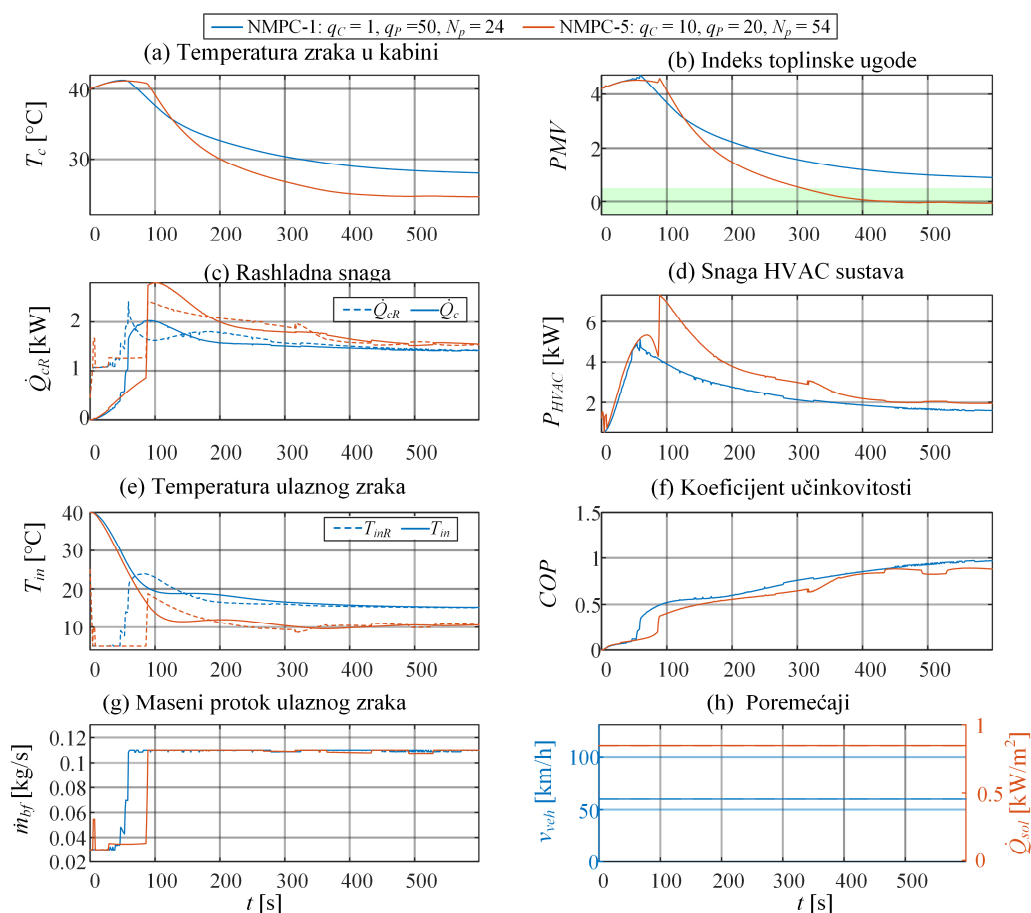 NMPC-1: q_C = 1, q_P =50, N_p = 24 NMPC-5: q_C = 10, q_P = 20, N_p = 54
(a) Temperatura zraka u kabini
T_c [°C]
40
30
0 100 200 300 400 500
(b) Indeks toplinske ugode
PMV
4
2
0
0 100 200 300 400 500
(c) Rashladna snaga
Q̇_cR [kW]
2
1
0
Q̇_cR Q̇_c
0 100 200 300 400 500
(d) Snaga HVAC sustava
P_HVAC [kW]
6
4
2
0 100 200 300 400 500
(e) Temperatura ulaznog zraka
T_in [°C]
40
30
20
10
T_inR T_in
0 100 200 300 400 500
(f) Koeficijent učinkovitosti
COP
1.5
1
0.5
0
0 100 200 300 400 500
(g) Maseni protok ulaznog zraka
ṁ_bf [kg/s]
0.12
0.1
0.08
0.06
0.04
0.02
0 100 200 300 400 500
t [s]
(h) Poremećaji
v_veh [km/h]
100
50
0
Q̇_sol [kW/m²]
1
0.5
0
0 100 200 300 400 500
t [s]